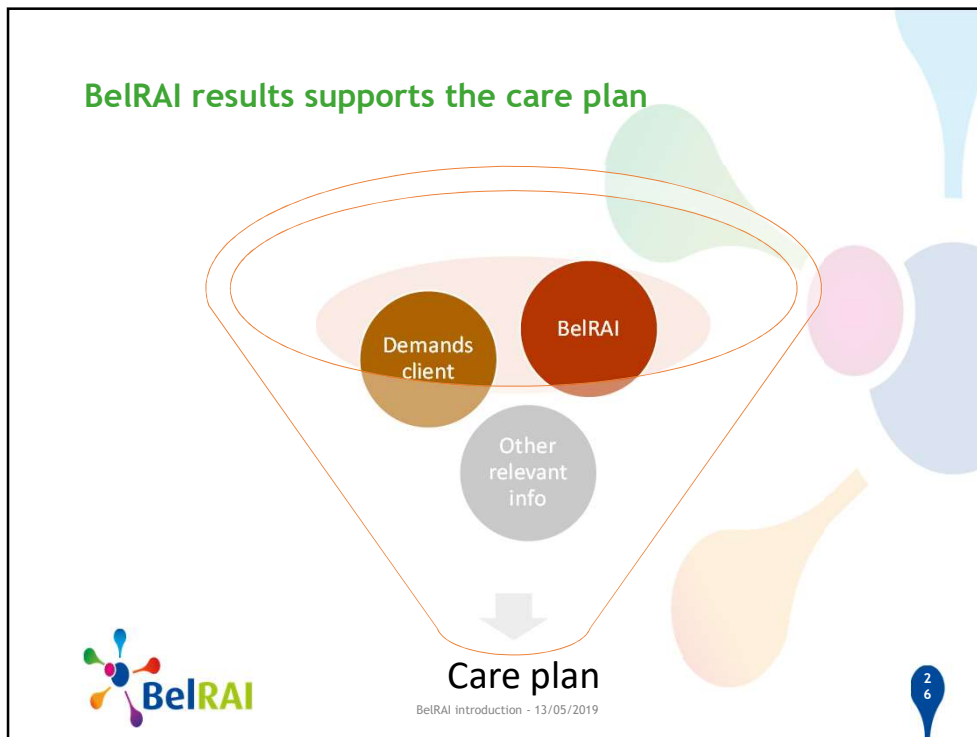 BelRAI results supports the care plan
BelRAI
Demands
client
Other
relevant
info
Care plan
BelRAI
BelRAI introduction - 13/05/2019
2
6